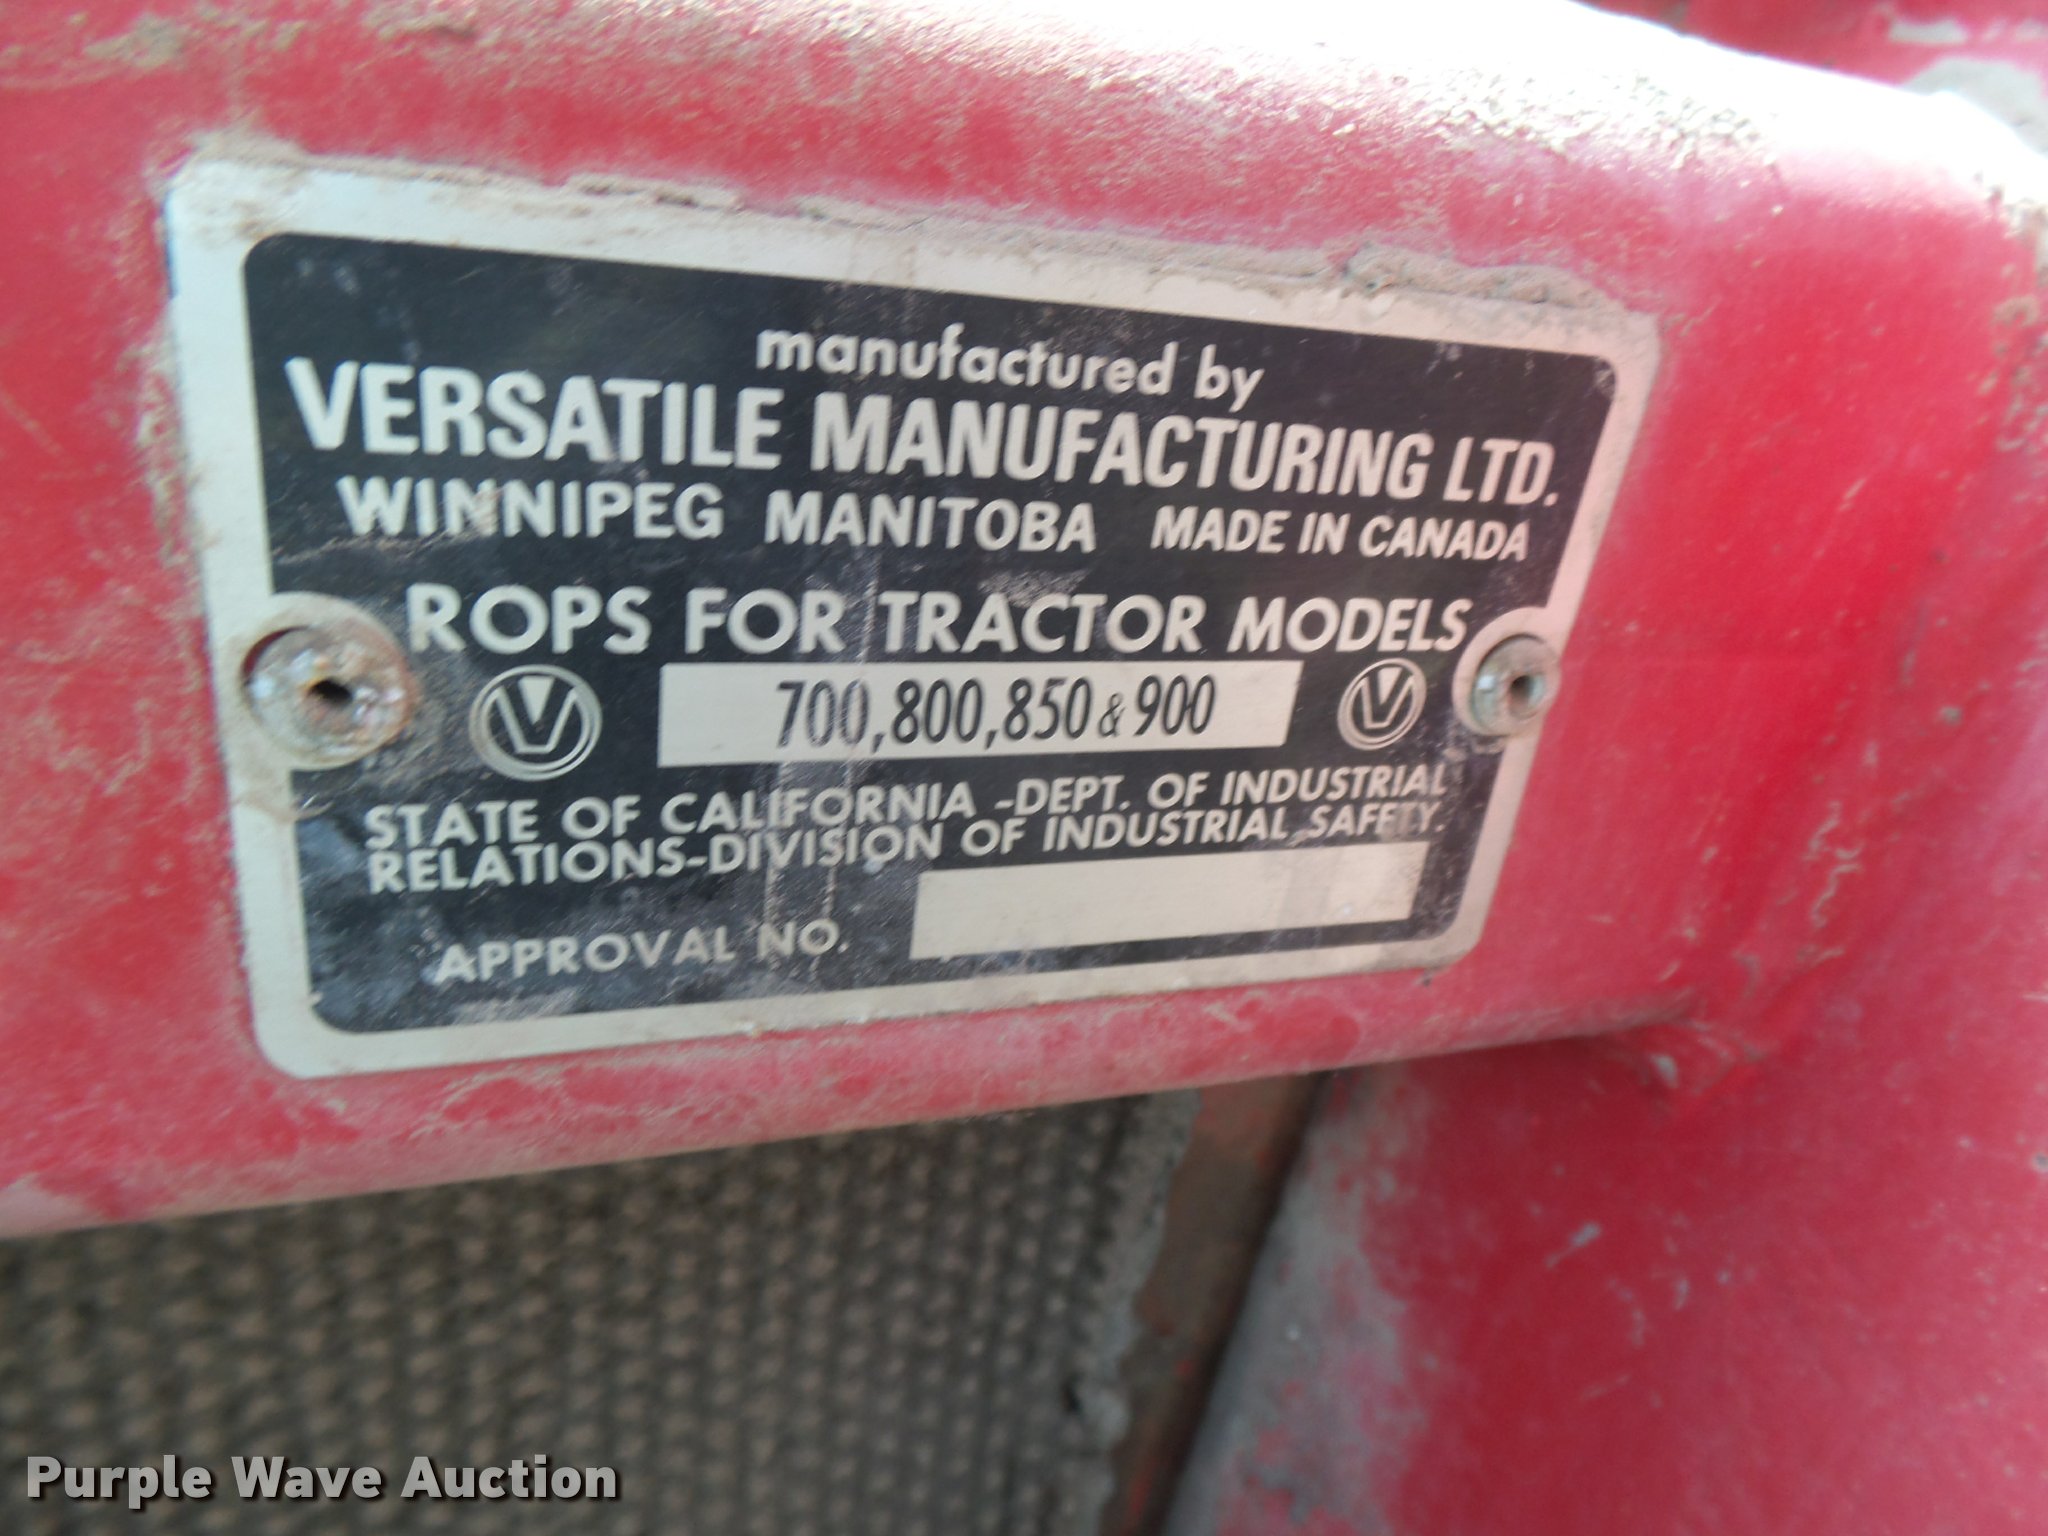 manufactured by
VERSATILE MANUFACTURING LTD.
WINNIPEG MANITOBA MADE IN CANADA
ROPS FOR TRACTOR MODELS
700,800,850 & 900
STATE OF CALIFORNIA -DEPT. OF INDUSTRIAL
RELATIONS-DIVISION OF INDUSTRIAL SAFETY.
APPROVAL NO.
Purple Wave Auction